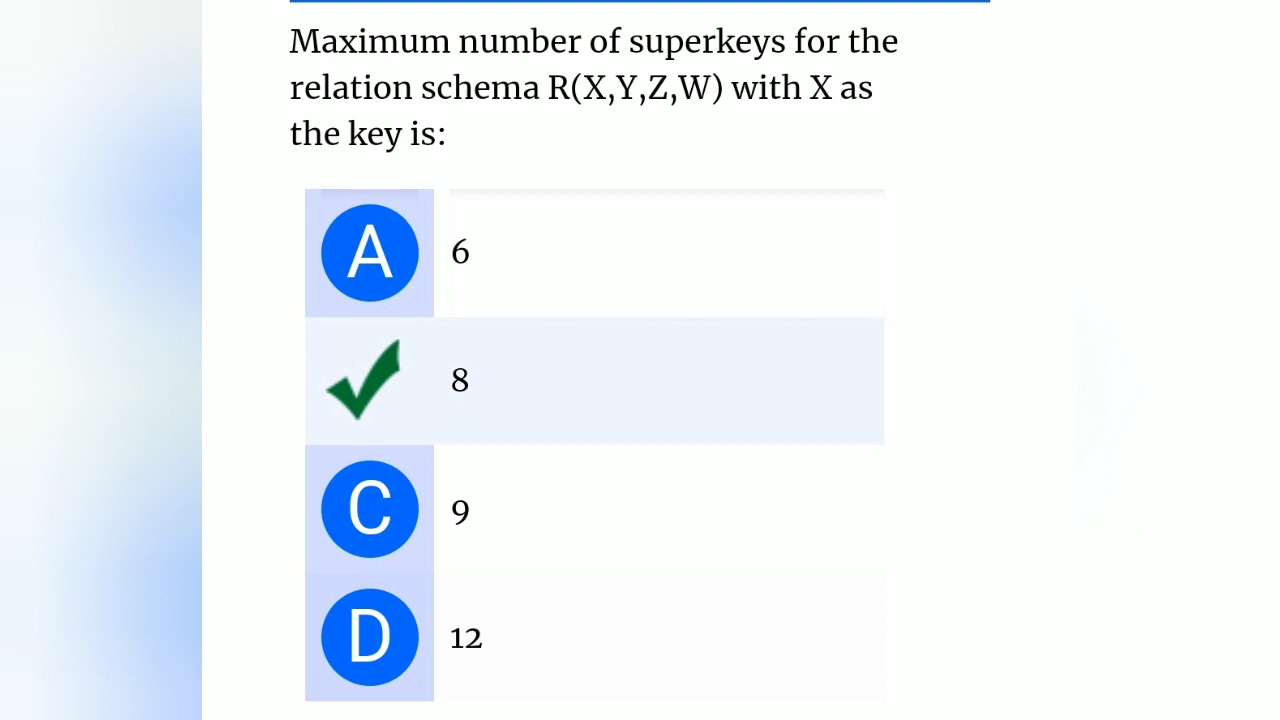 Maximum number of superkeys for the
relation schema R(X,Y,Z,W) with X as
the key is:
A 6
8
C 9
D 12